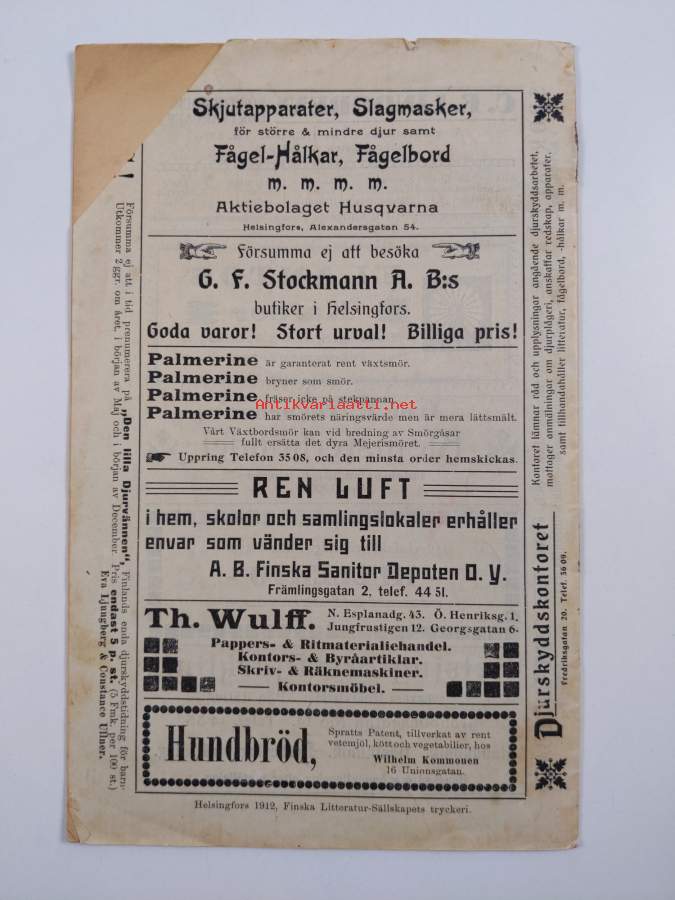 Skjutapparater, Slagmasker,
för större & mindre djur samt
Fågel-Hålkar, Fågelbord
m. m. m. m.
Aktiebolaget Husqvarna
Helsingfors, Alexandersgatan 54.
Försumma ej att besöka
G. F. Stockmann A. B:s
butiker i Helsingfors.
Goda varor! Stort urval! Billiga pris!
Palmerine är garanterat rent växtsmör.
Palmerine bryner som smör.
Palmerine fräser icke på stekpannan.
Palmerine har smörets näringsvärde men är mera lättsmält.
Vårt Växtbordsmör kan vid bredning av Smörgåsar
fullt ersätta det dyra Mejerismöret.
Uppring Telefon 35 08, och den minsta order hemskickas.
REN LUFT
i hem, skolor och samlingslokaler erhåller
envar som vänder sig till
A. B. Finska Sanitor Depoten O. Y.
Främlingsgatan 2, telef. 44 51.
Th. Wulff. N. Esplanadg. 43. Ö. Henriksg. 1.
Jungfrustigen 12. Georgsgatan 6.
Pappers- & Ritmaterialiehandel.
Kontors- & Byråartiklar.
Skriv- & Räknemaskiner.
Kontorsmöbel.
Hundbröd,
Spratts Patent, tillverkat av rent
vetemjöl, kött och vegetabilier, hos
Wilhelm Kommonen
16 Unionsgatan.
Helsingfors 1912, Finska Litteratur-Sällskapets tryckeri.
Försumma ej att i tid prenumerera på „Den lilla Djurvännen", Finlands enda djurskyddstidning för barn.
Utkommer 2 ggr. om året, i början av Maj och i början av December. Pris endast 5 p. st. (5 Fmk. per 100 st.)
Eva Ljungberg & Constance Ullner.
Djurskyddskontoret
Fredriksgatan 20. Telef. 36 09.
Kontoret lämnar råd och upplysningar angående djurskyddsarbetet,
mottager anmälningar om djurplågeri, anskaffar redskap, apparater,
samt tillhandahåller litteratur, fågelbord, -hålkar m. m.
Antikvariaatti.net